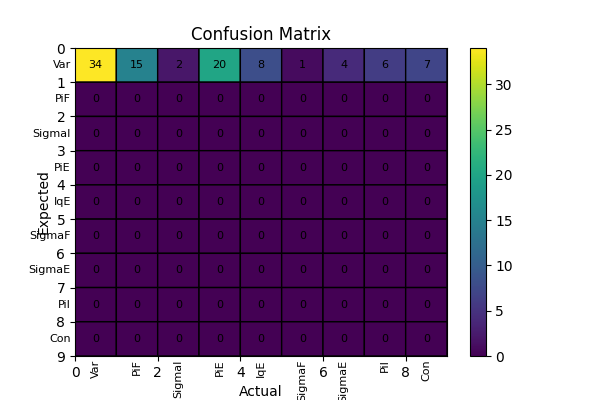 Confusion Matrix
0
Var 34 15 2 20 8 1 4 6 7
1
PiF 0 0 0 0 0 0 0 0 0
2
SigmaI 0 0 0 0 0 0 0 0 0
3
PiE 0 0 0 0 0 0 0 0 0
4
IqE 0 0 0 0 0 0 0 0 0
5
SigmaF 0 0 0 0 0 0 0 0 0
6
SigmaE 0 0 0 0 0 0 0 0 0
7
PiI 0 0 0 0 0 0 0 0 0
8
Con 0 0 0 0 0 0 0 0 0
9
Expected
0 2 4 6 8
Var PiF SigmaI PiE IqE SigmaF SigmaE PiI Con
Actual
30
25
20
15
10
5
0